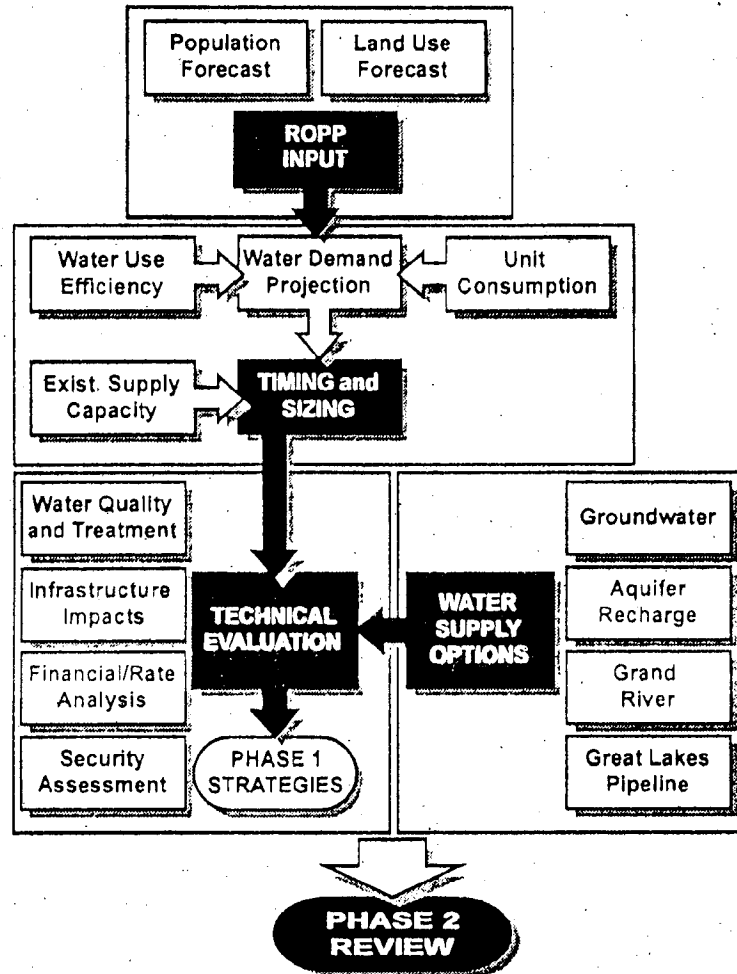 Population
Forecast
Land Use
Forecast
ROPP
INPUT
Water Use
Efficiency
Water Demand
Projection
Unit
Consumption
Exist. Supply
Capacity
TIMING and
SIZING
Water Quality
and Treatment
Infrastructure
Impacts
Financial/Rate
Analysis
Security
Assessment
TECHNICAL
EVALUATION
PHASE 1
STRATEGIES
WATER
SUPPLY
OPTIONS
Groundwater
Aquifer
Recharge
Grand
River
Great Lakes
Pipeline
PHASE 2
REVIEW